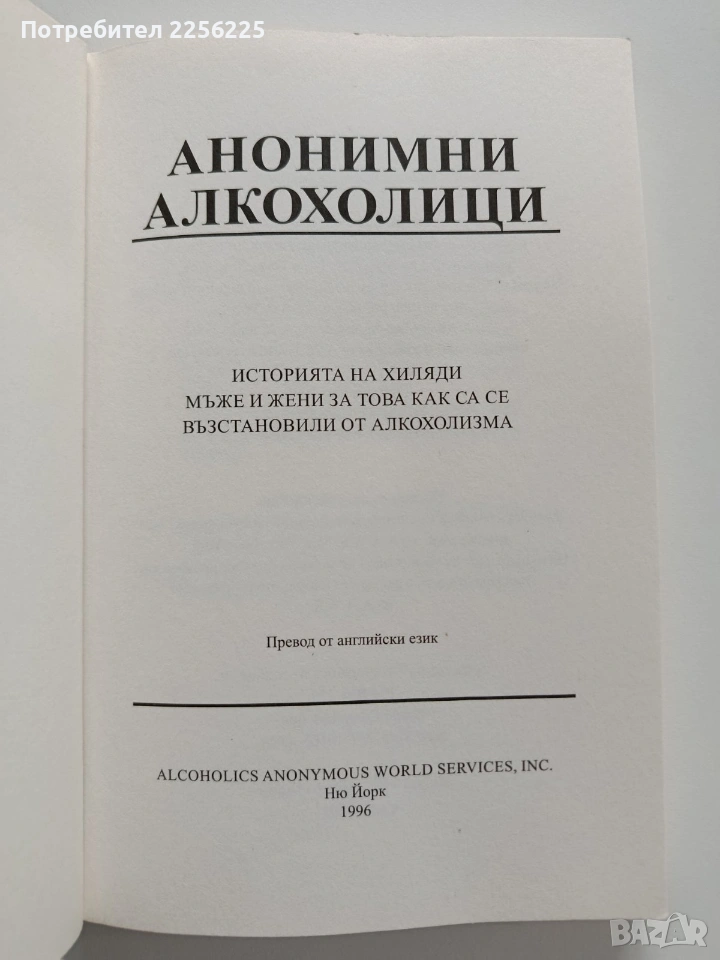 Потребител 2256225
АНОНИМНИ
АЛКОХОЛИЦИ
ИСТОРИЯТА НА ХИЛЯДИ
МЪЖЕ И ЖЕНИ ЗА ТОВА КАК СА СЕ
ВЪЗСТАНОВИЛИ ОТ АЛКОХОЛИЗМА
Превод от английски език
ALCOHOLICS ANONYMOUS WORLD SERVICES, INC.
Ню Йорк
1996
BAZAR